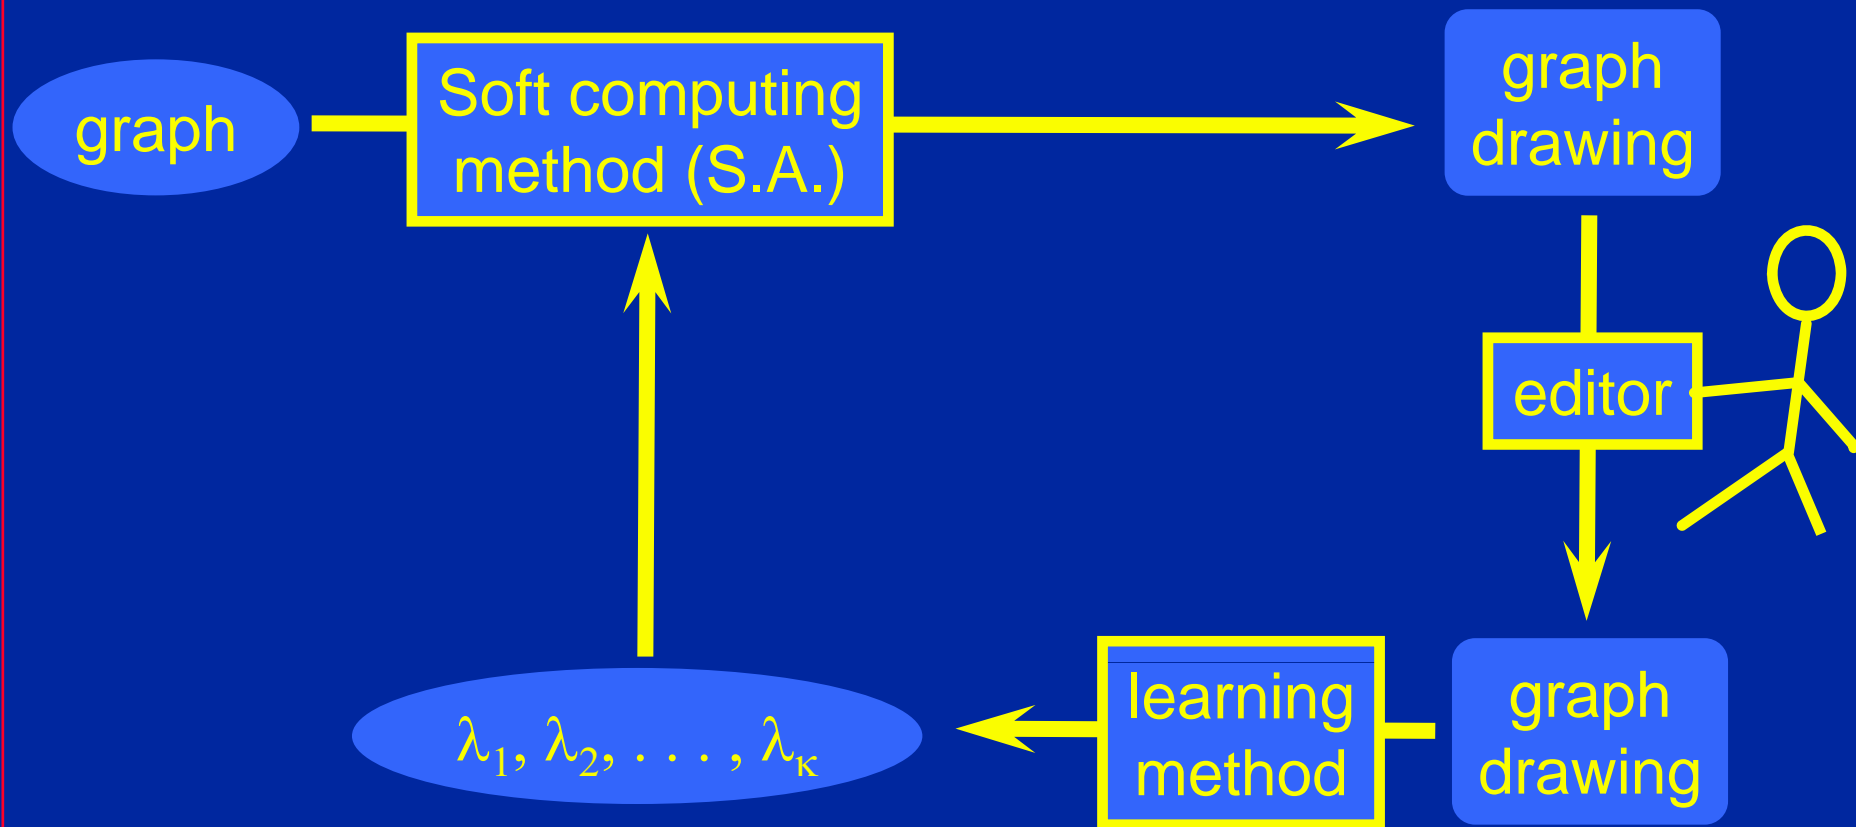 graph
Soft computing
method (S.A.)
graph
drawing
editor
λ1, λ2, . . . , λκ
learning
method
graph
drawing